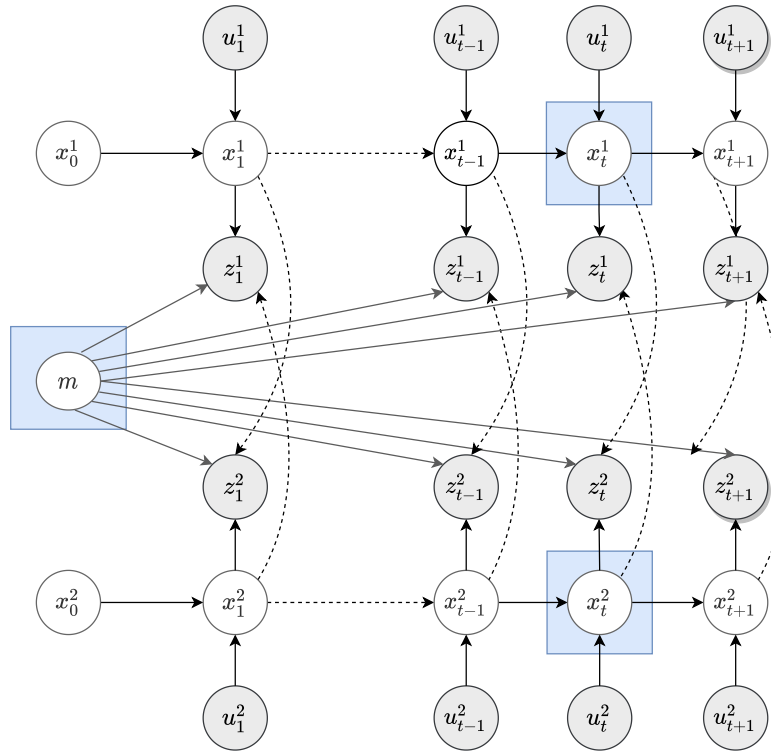 u_1^1 u_{t-1}^1 u_t^1 u_{t+1}^1
x_0^1 x_1^1 x_{t-1}^1 x_t^1 x_{t+1}^1
z_1^1 z_{t-1}^1 z_t^1 z_{t+1}^1
m
z_1^2 z_{t-1}^2 z_t^2 z_{t+1}^2
x_0^2 x_1^2 x_{t-1}^2 x_t^2 x_{t+1}^2
u_1^2 u_{t-1}^2 u_t^2 u_{t+1}^2